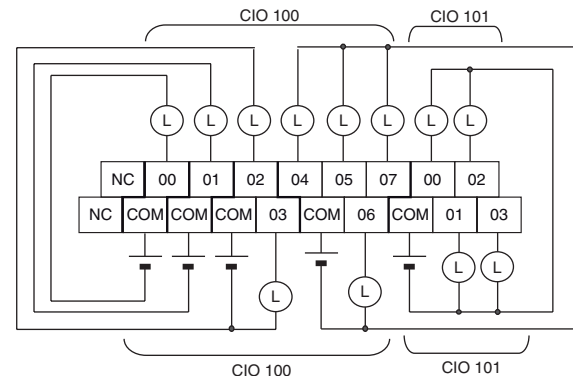 CIO 100
CIO 101
L L L L L L L L
NC 00 01 02 04 05 07 00 02
NC COM COM COM 03 COM 06 COM 01 03
L L
L L
CIO 100
CIO 101